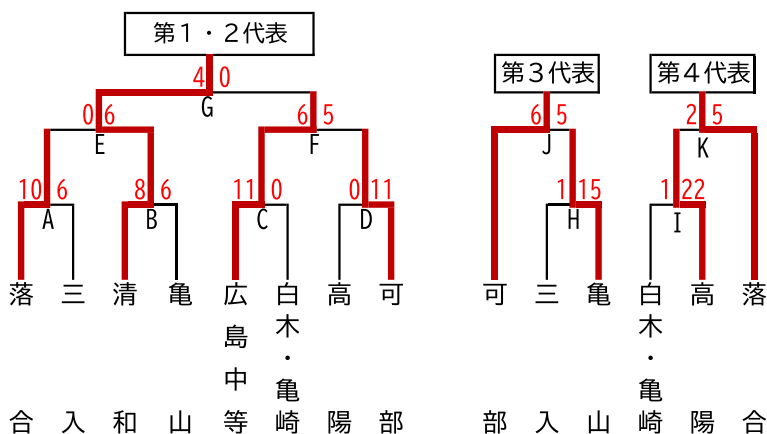 第１・２代表
第３代表
第４代表
4 0
G
0 6
E
6 5
F
6 5
J
2 5
K
10 6
A
8 6
B
11 0
C
0 11
D
1 15
H
1 22
I
落合
三入
清和
亀山
広島中等
白木・亀崎
高陽
可部
可部
三入
亀山
白木・亀崎
高陽
落合